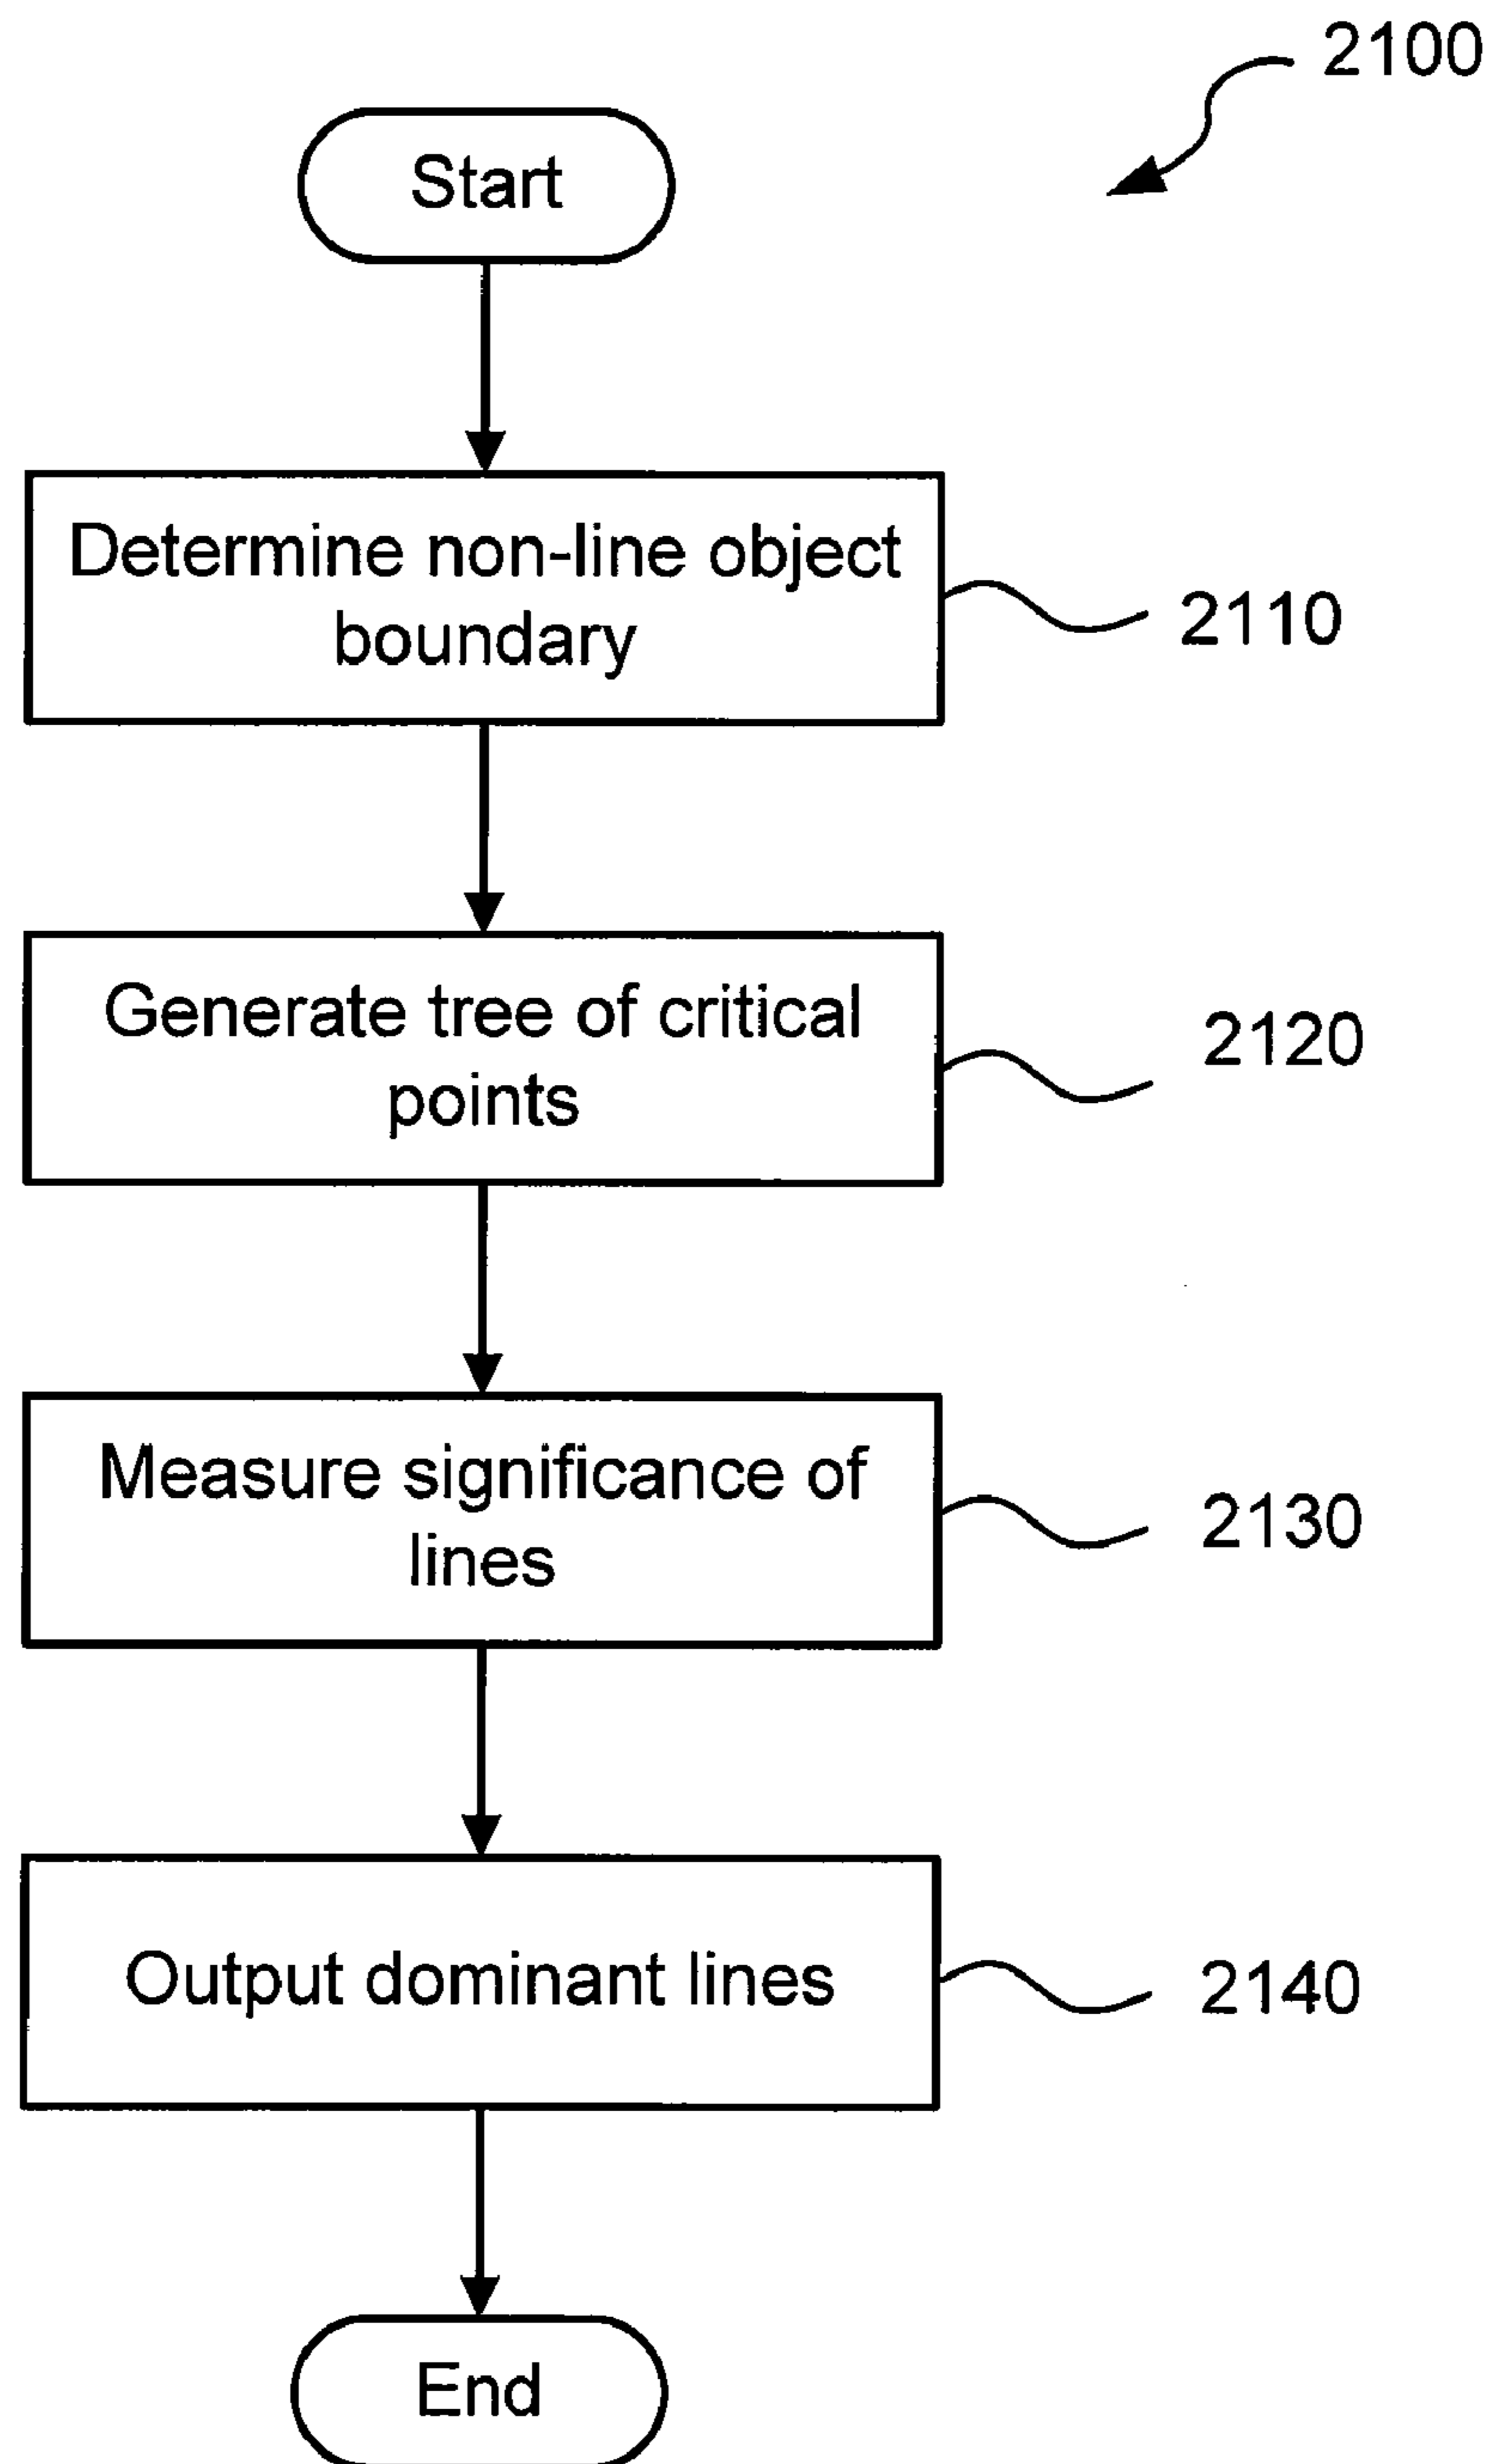 2100
Start
Determine non-line object
boundary
2110
Generate tree of critical
points
2120
Measure significance of
lines
2130
Output dominant lines
2140
End